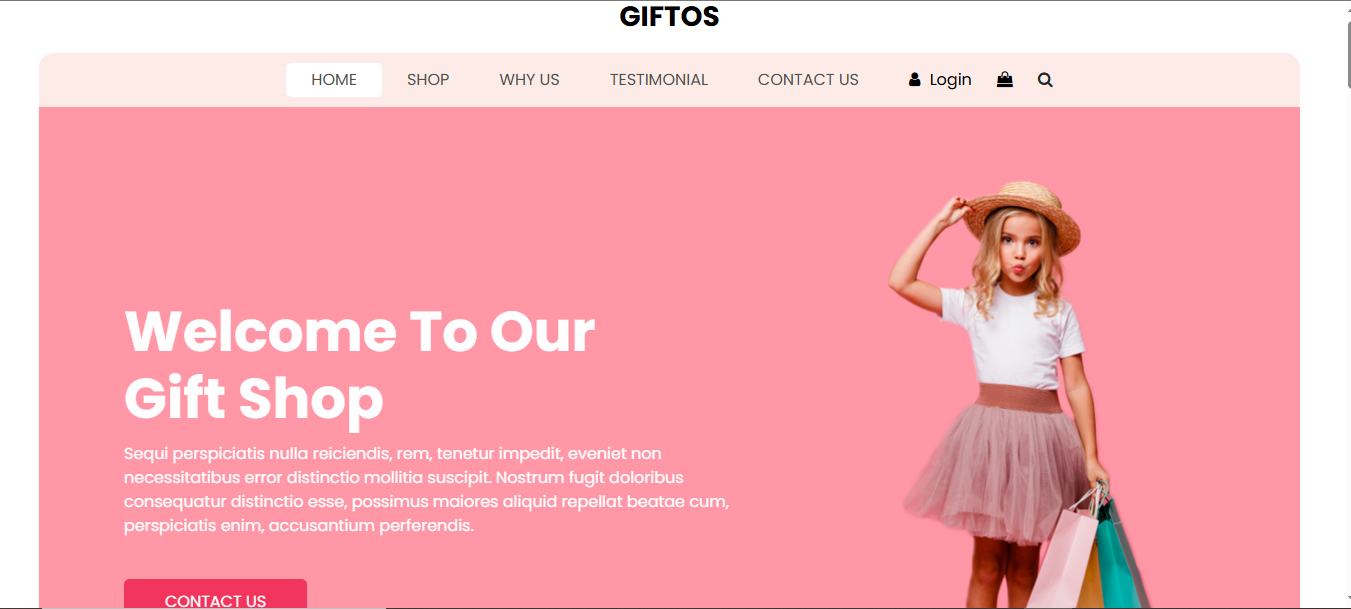 GIFTOS
HOME SHOP WHY US TESTIMONIAL CONTACT US Login
Welcome To Our
Gift Shop
Sequi perspiciatis nulla reiciendis, rem, tenetur impedit, eveniet non
necessitatibus error distinctio mollitia suscipit. Nostrum fugit doloribus
consequatur distinctio esse, possimus maiores aliquid repellat beatae cum,
perspiciatis enim, accusantium perferendis.
CONTACT US